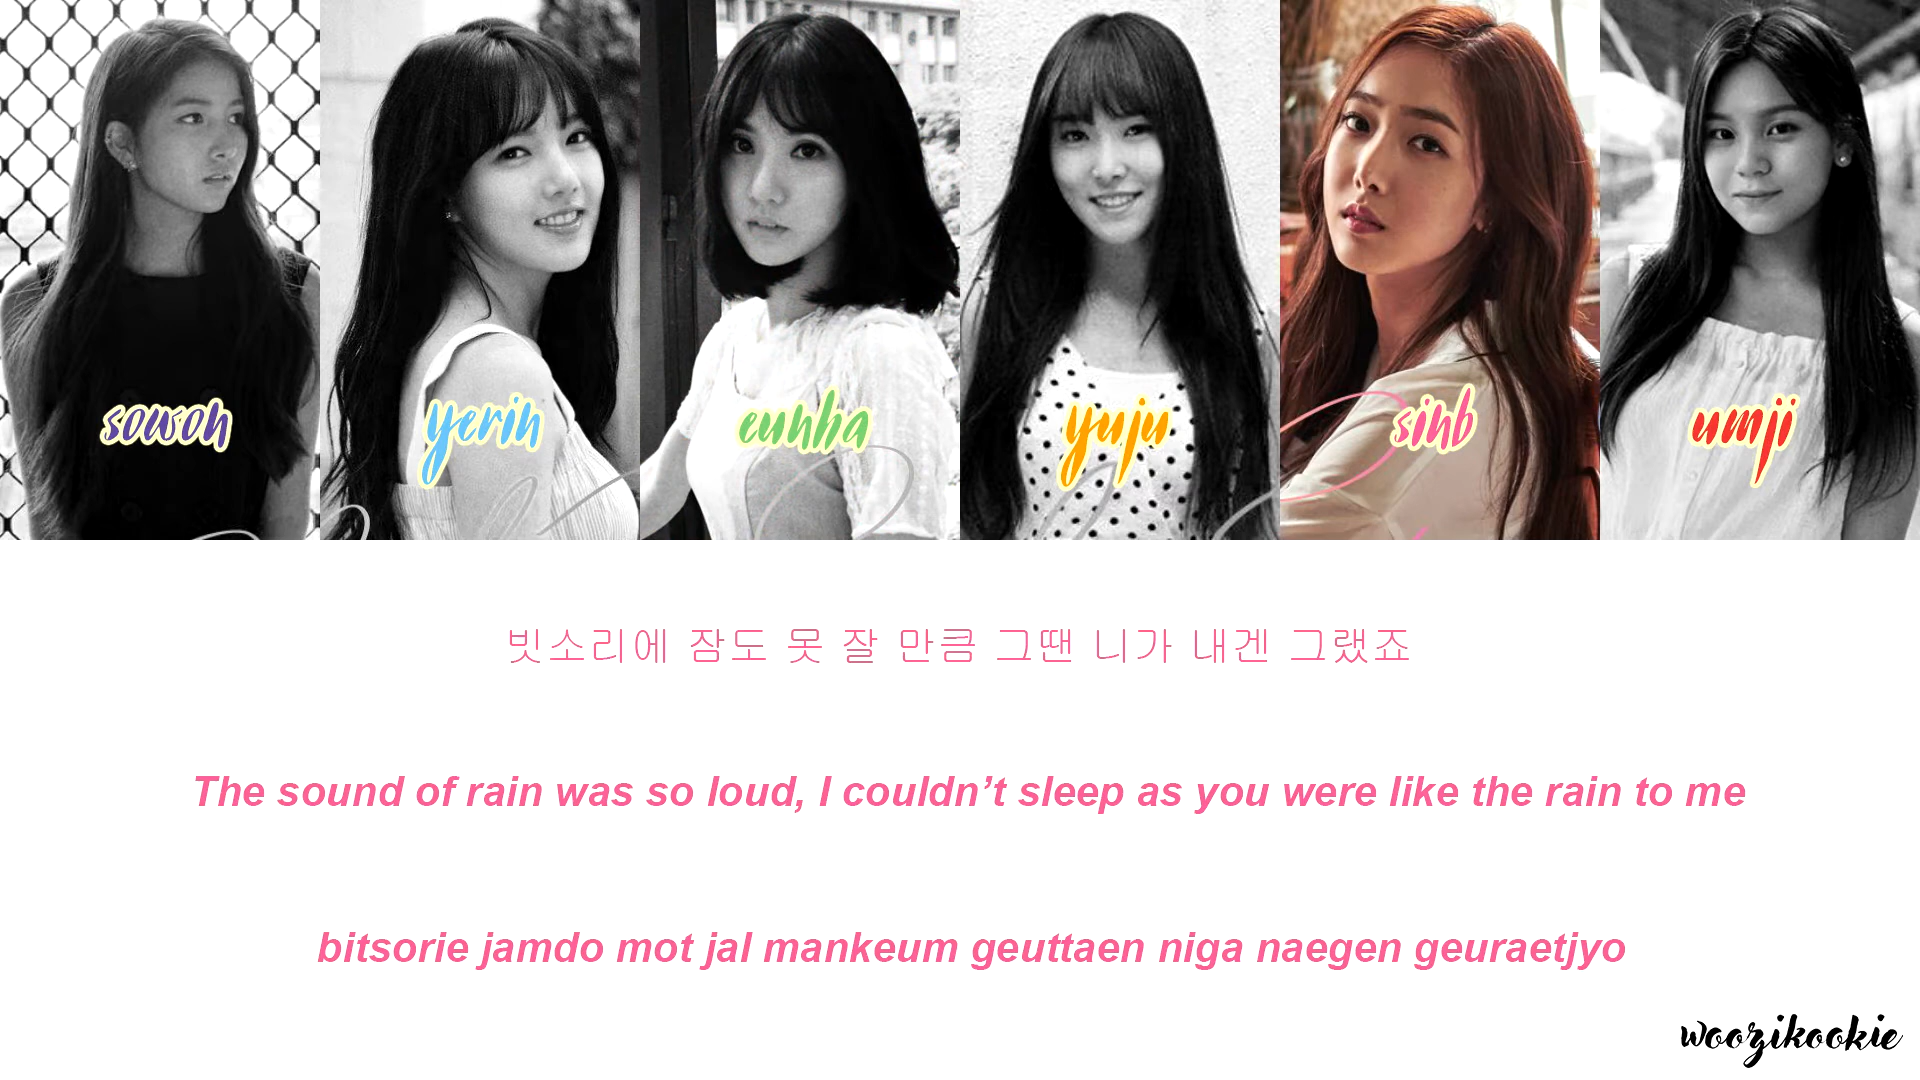 sowon
yerin
eunha
yuju
sinb
umji
빗소리에 잠도 못 잘 만큼 그땐 니가 내겐 그랬죠
The sound of rain was so loud, I couldn’t sleep as you were like the rain to me
bitsorie jamdo mot jal mankeum geuttaen niga naegen geuraetjyo
woozikookie